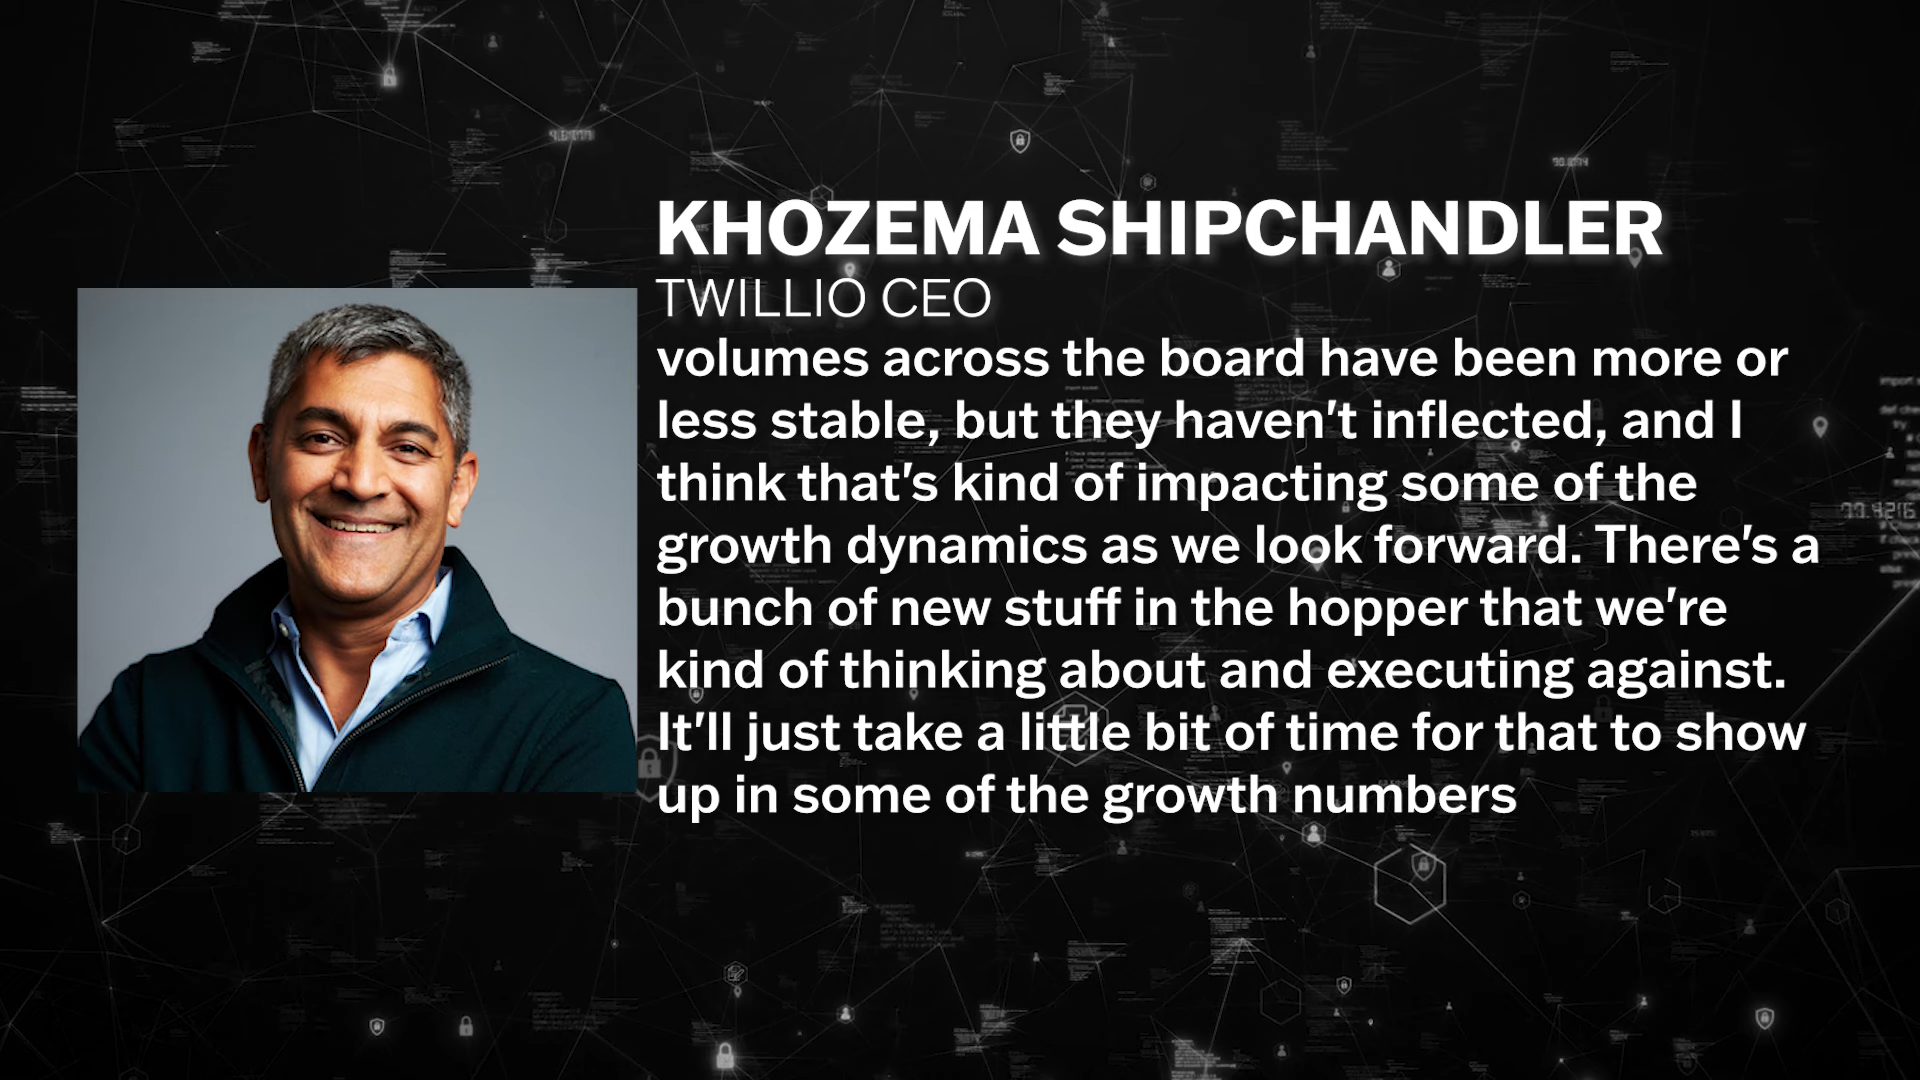 KHOZEMA SHIPCHANDLER
TWILLIO CEO
volumes across the board have been more or
less stable, but they haven't inflected, and I
think that's kind of impacting some of the
growth dynamics as we look forward. There's a
bunch of new stuff in the hopper that we're
kind of thinking about and executing against.
It'll just take a little bit of time for that to show
up in some of the growth numbers